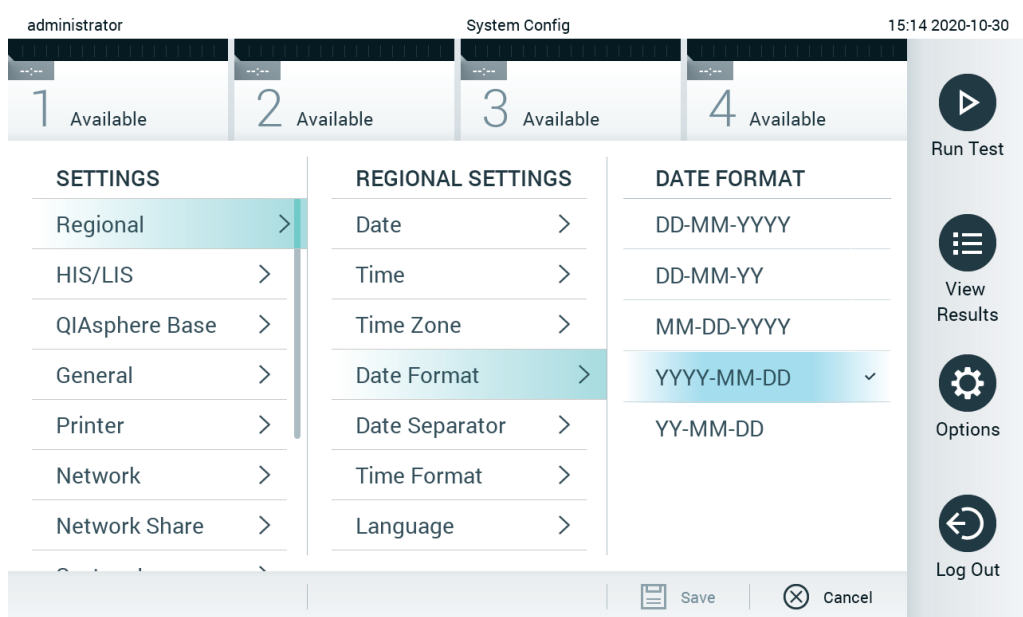 administrator
System Config
15:14 2020-10-30
--:--
--:--
--:--
--:--
1 Available
2 Available
3 Available
4 Available
Run Test
SETTINGS
Regional
HIS/LIS
QIAsphere Base
General
Printer
Network
Network Share
REGIONAL SETTINGS
Date
Time
Time Zone
Date Format
Date Separator
Time Format
Language
DATE FORMAT
DD-MM-YYYY
DD-MM-YY
MM-DD-YYYY
YYYY-MM-DD
YY-MM-DD
View
Results
Options
Log Out
Save
Cancel